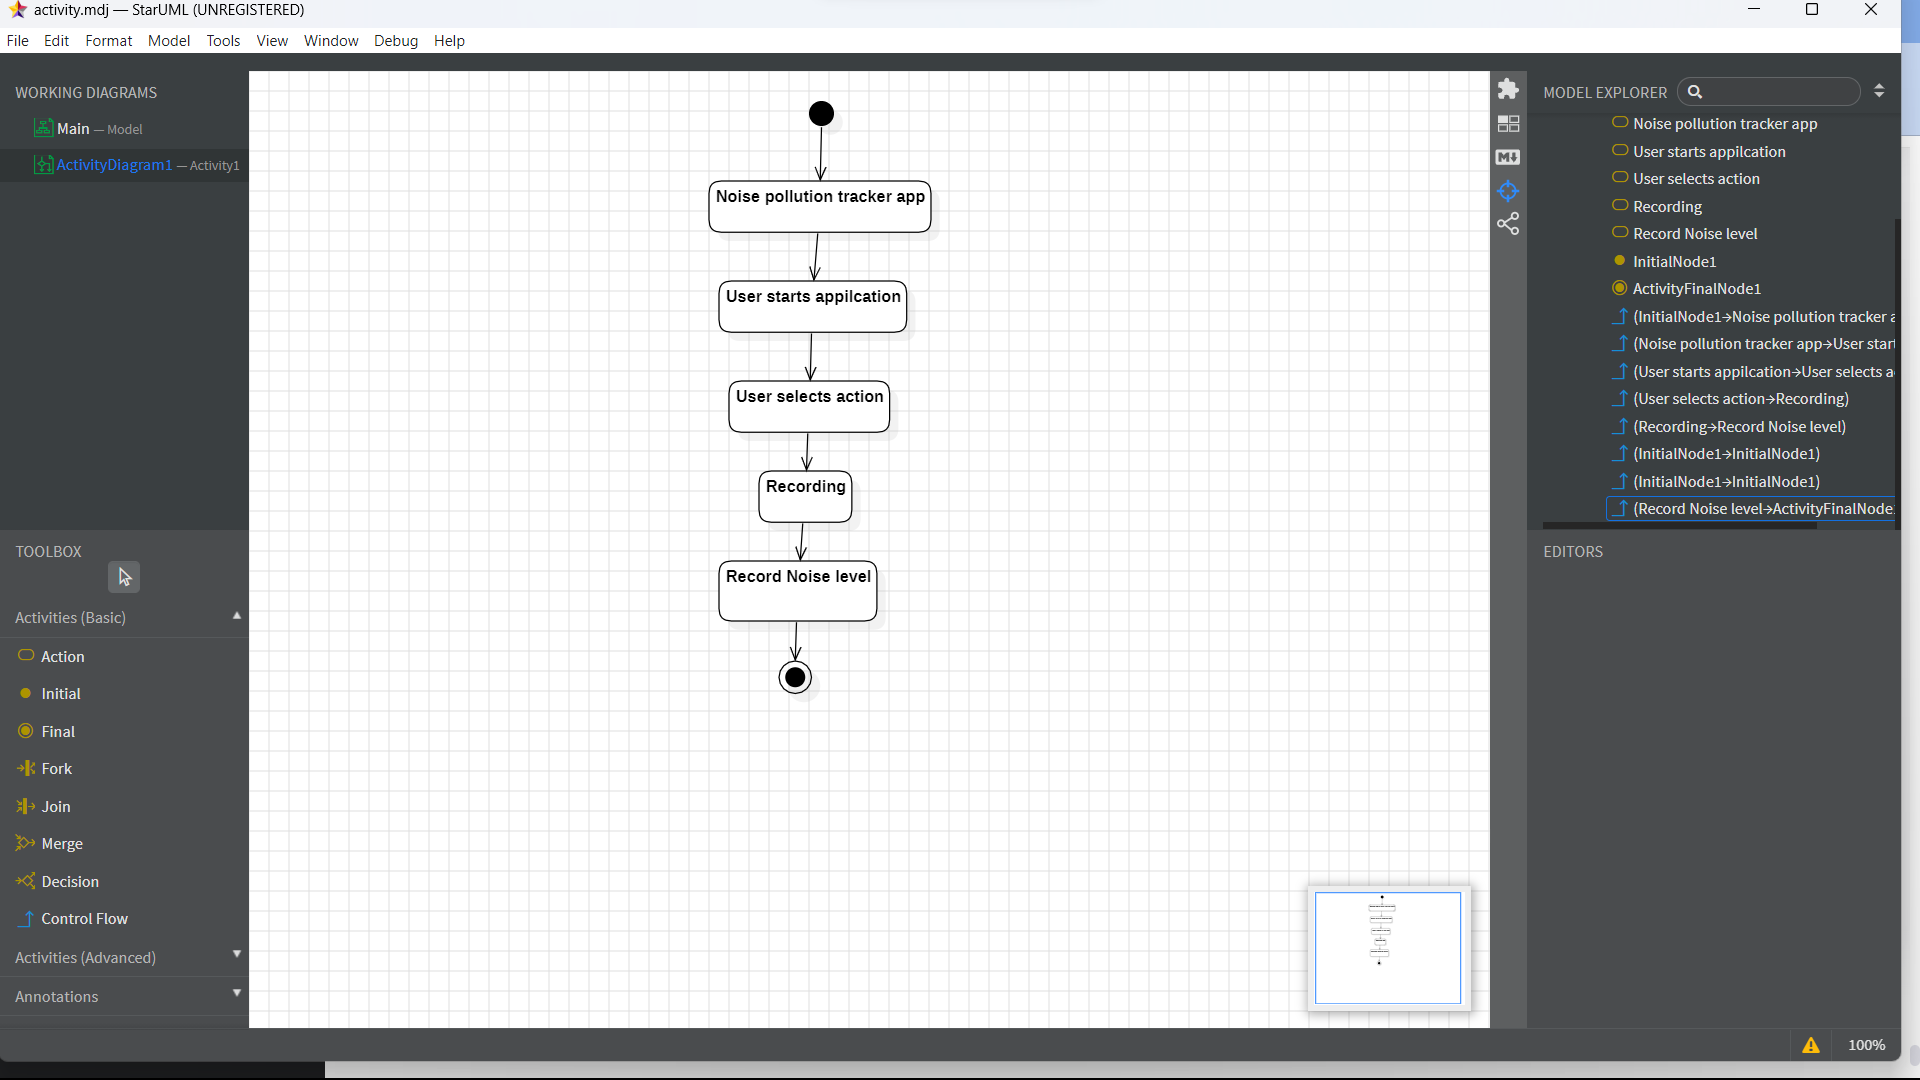 activity.mdj — StarUML (UNREGISTERED)
File Edit Format Model Tools View Window Debug Help
WORKING DIAGRAMS
Main — Model
ActivityDiagram1 — Activity1
TOOLBOX
Activities (Basic)
Action
Initial
Final
Fork
Join
Merge
Decision
Control Flow
Activities (Advanced)
Annotations
Noise pollution tracker app
User starts appilcation
User selects action
Recording
Record Noise level
MODEL EXPLORER
Noise pollution tracker app
User starts appilcation
User selects action
Recording
Record Noise level
InitialNode1
ActivityFinalNode1
(InitialNode1→Noise pollution tracker a
(Noise pollution tracker app→User start
(User starts appilcation→User selects a
(User selects action→Recording)
(Recording→Record Noise level)
(InitialNode1→InitialNode1)
(InitialNode1→InitialNode1)
(Record Noise level→ActivityFinalNode1
EDITORS
100%